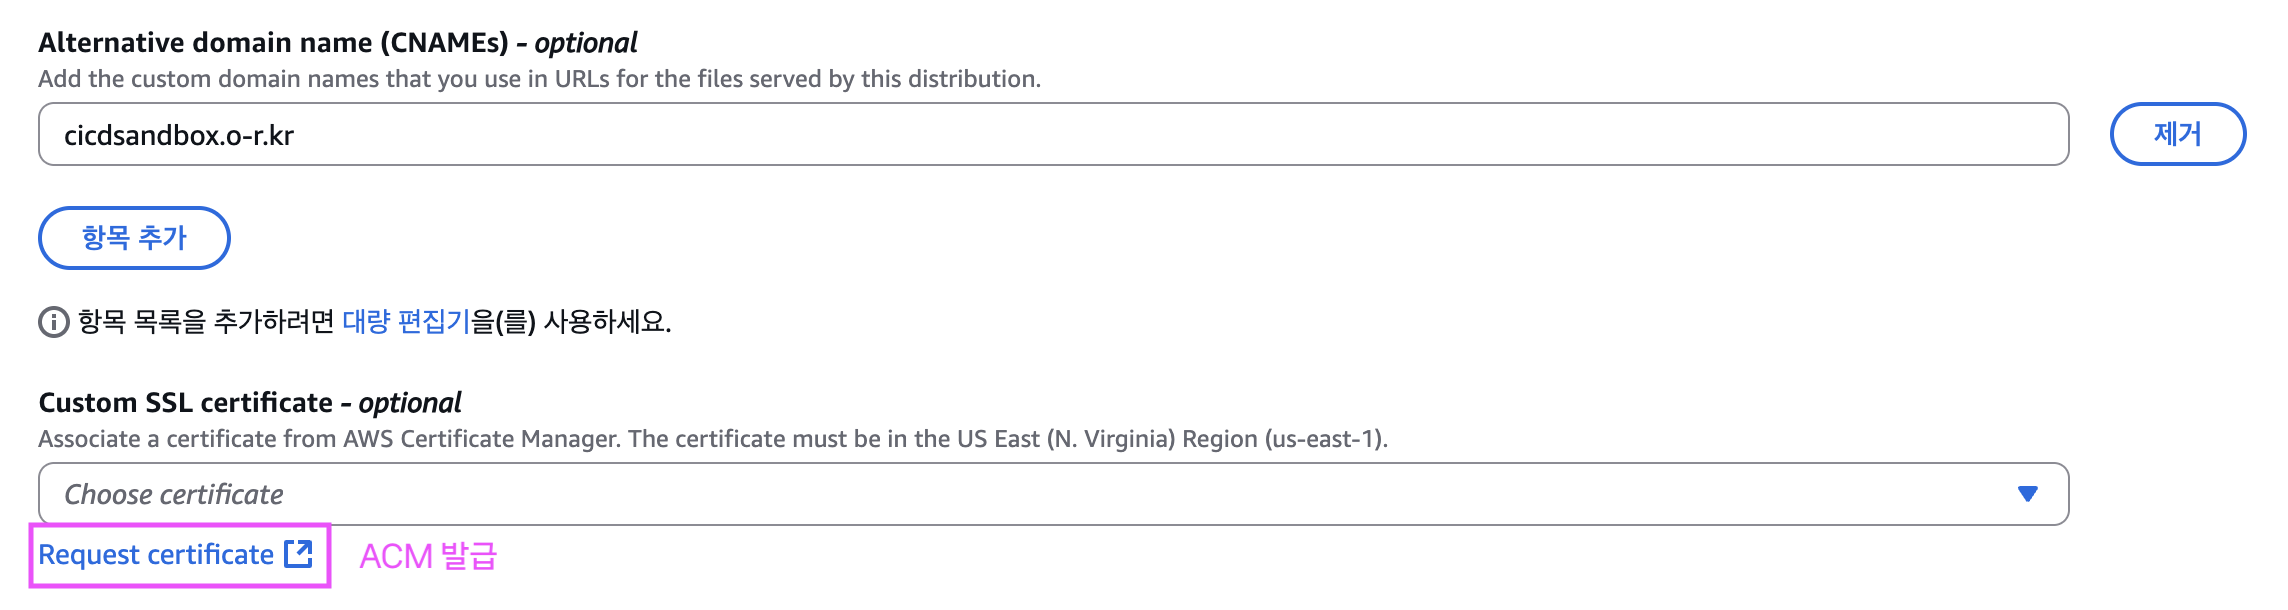 Alternative domain name (CNAMEs) - optional
Add the custom domain names that you use in URLs for the files served by this distribution.
cicdsandbox.o-r.kr
제거
항목 추가
항목 목록을 추가하려면 대량 편집기을(를) 사용하세요.
Custom SSL certificate - optional
Associate a certificate from AWS Certificate Manager. The certificate must be in the US East (N. Virginia) Region (us-east-1).
Choose certificate
Request certificate ACM 발급